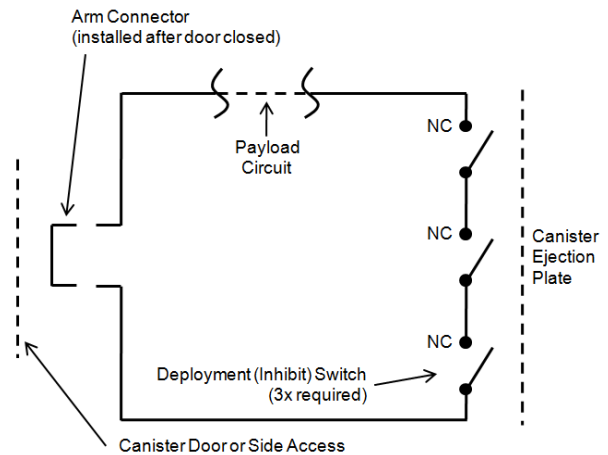 Arm Connector
(installed after door closed)
NC
Payload
Circuit
NC
Canister
Ejection
Plate
NC
Deployment (Inhibit) Switch
(3x required)
Canister Door or Side Access